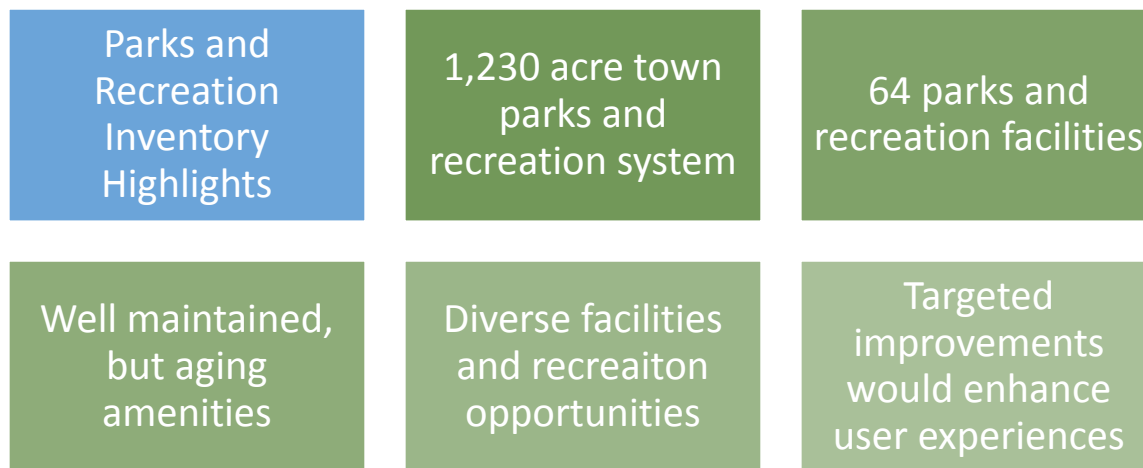 Parks and
Recreation
Inventory
Highlights
1,230 acre town
parks and
recreation system
64 parks and
recreation facilities
Well maintained,
but aging
amenities
Diverse facilities
and recreaiton
opportunities
Targeted
improvements
would enhance
user experiences